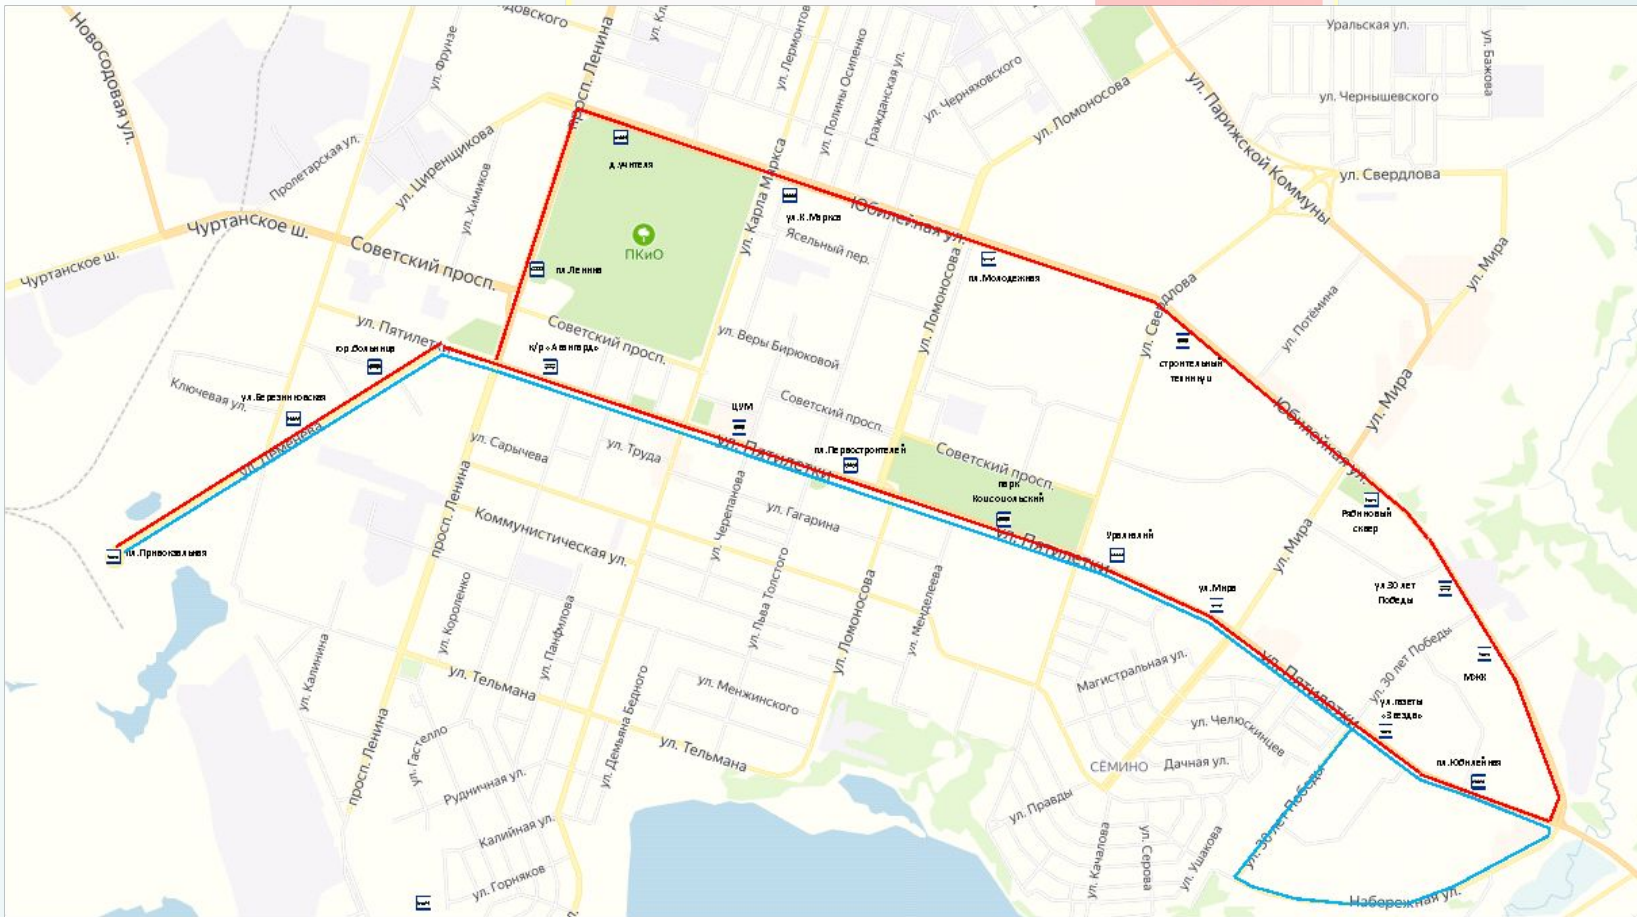 Новосодовая ул.
ул. Фрунзе
просп. Ленина
ул. Лермонтов
ул. Полины Осипенко
Гражданская ул.
ул. Черняховского
ул. Ломоносова
ул. Парижской Коммуны
Уральская ул.
ул. Бажова
ул. Чернышевского
ул. Свердлова
Пролетарская ул.
ул. Циренщикова
ул. Химиков
д.учителя
ул. Карла Маркса
ул.К.Маркса
Юбилейная ул.
Ясельный пер.
ПКиО
Чуртанское ш.
Чуртанское ш.
Советский просп.
пл.Ленина
пл.Молодежная
ул. Ломоносова
ул. Свердлова
ул. Мира
ул. Потёмина
ул. Пятилетки
гор.больница
Советский просп.
к/р «Авангард»
ул. Веры Бирюковой
строительный
техникум
Ключевая ул.
ул.Березниковская
ул. Деменева
ЦУМ
Советский просп.
ул. Мира
Юбилейная ул.
ул. Сарычева
ул. Труда
ул. Пятилетки
пл.Первостроителей
Советский просп.
парк
Комсомольский
Рябиновый
сквер
пл.Привокзальная
просп. Ленина
Коммунистическая ул.
ул. Черепанова
ул. Гагарина
ул. Пятилетки
Уралкалий
ул. Мира
ул.Мира
ул.30 лет
Победы
ул. Калинина
ул. Короленко
ул. Панфилова
ул. Льва Толстого
ул. Ломоносова
ул. Менделеева
Магистральная ул.
ул. Пятилетки
ул. 30 лет Победы
МЖК
ул. Тельмана
ул. Менжинского
ул.газеты
«Звезда»
просп. Ленина
ул. Гастелло
ул. Демьяна Бедного
ул. Тельмана
ул. Челюскинцев
СЁМИНО
Дачная ул.
пл.Юбилейная
Рудничная ул.
ул. Правды
ул. 30 лет Победы
Калийная ул.
ул. Качалова
ул. Серова
ул. Ушакова
ул. Горняков
Набережная ул.